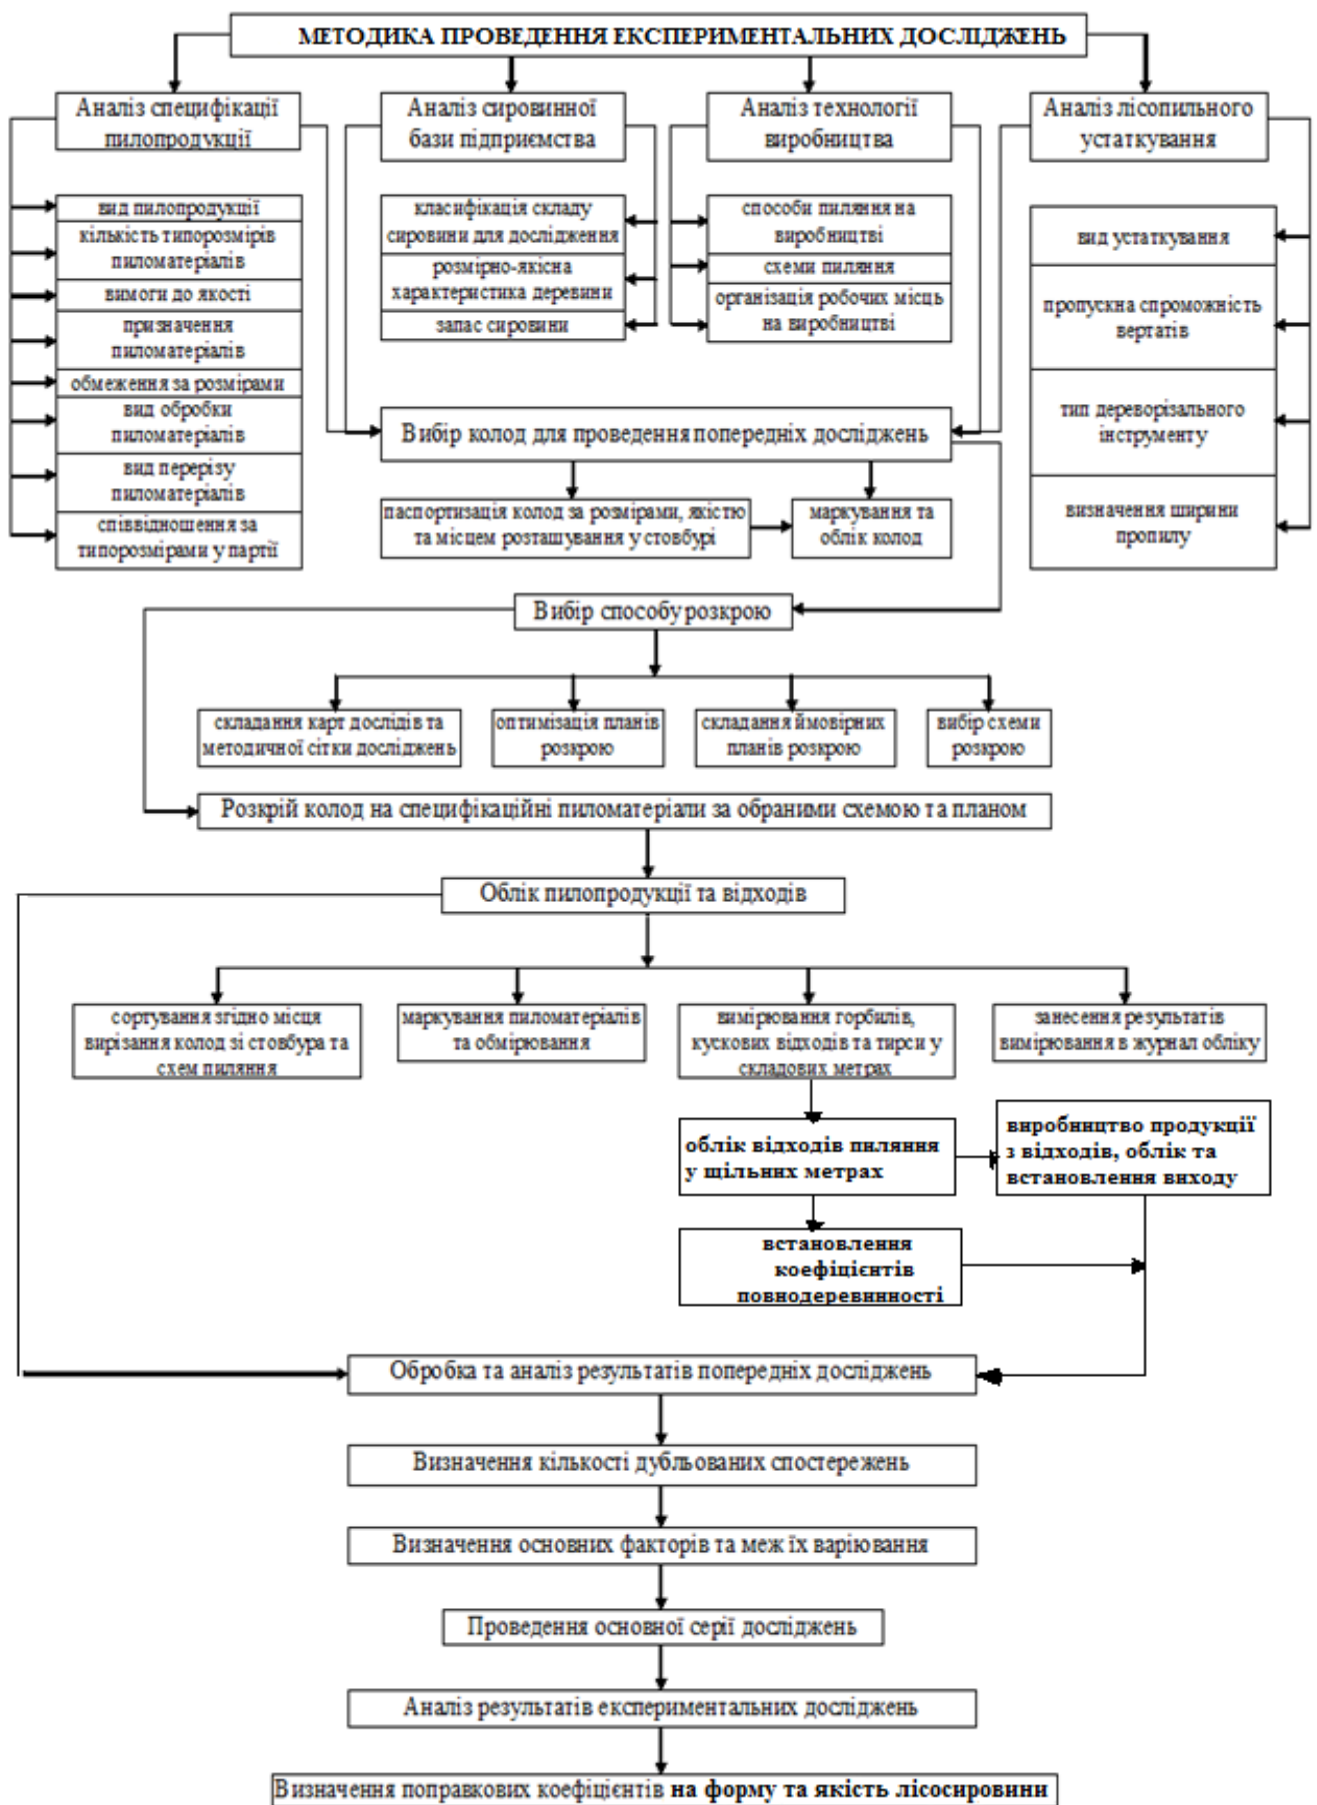 МЕТОДИКА ПРОВЕДЕННЯ ЕКСПЕРИМЕНТАЛЬНИХ ДОСЛІДЖЕНЬ
Аналіз специфікації
пилопродукції
Аналіз сировинної
бази підприємства
Аналіз технології
виробництва
Аналіз лісопильного
устаткування
вид пилопродукції
кількість типорозмірів
пиломатеріалів
вимоги до якості
призначення
пиломатеріалів
обмеження за розмірами
вид обробки
пиломатеріалів
вид перерізу
пиломатеріалів
співвідношення за
типорозмірами у партії
класифікація складу
сировини для дослідження
розмірно-якісна
характеристика деревини
запас сировини
способи пиляння на
виробництві
схеми пиляння
організація робочих місць
на виробництві
вид устаткування
пропускна спроможність
вертатів
тип дереворізального
інструменту
визначення ширини
пропилу
Вибір колод для проведення попередніх досліджень
паспортизація колод за розмірами, якістю
та місцем розташування у стовбурі
маркування та
облік колод
Вибір способу розкрою
складання карт дослідів та
методичної сітки досліджень
оптимізація планів
розкрою
складання ймовірних
планів розкрою
вибір схеми
розкрою
Розкрій колод на специфікаційні пиломатеріали за обраними схемою та планом
Облік пилопродукції та відходів
сортування згідно місця
вирізання колод зі стовбура та
схем пиляння
маркування пиломатеріалів
та обмірювання
вимірювання горбилів,
кускових відходів та тирси у
складових метрах
занесення результатів
вимірювання в журнал обліку
облік відходів пиляння
у щільних метрах
виробництво продукції
з відходів, облік та
встановлення виходу
встановлення
коефіцієнтів
повнодеревинності
Обробка та аналіз результатів попередніх досліджень
Визначення кількості дубльованих спостережень
Визначення основних факторів та меж їх варіювання
Проведення основної серії досліджень
Аналіз результатів експериментальних досліджень
Визначення поправкових коефіцієнтів на форму та якість лісосировини